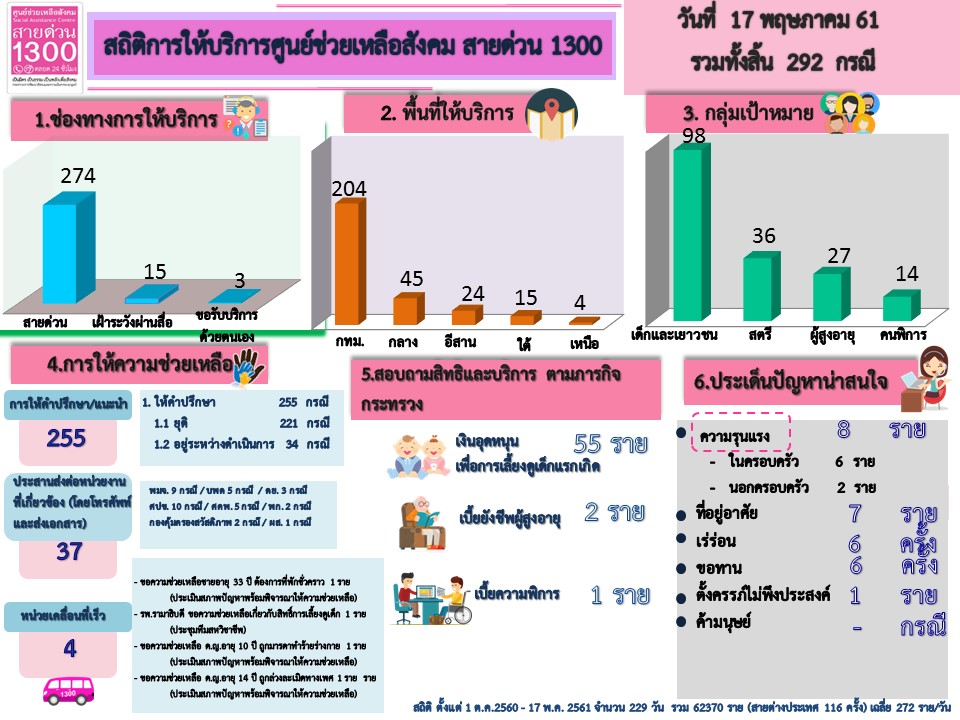 ศูนย์ช่วยเหลือสังคม
Social Assistance Centre
สายด่วน
1300
ตลอด 24 ชั่วโมง
สถิติการให้บริการศูนย์ช่วยเหลือสังคม สายด่วน 1300
วันที่ 17 พฤษภาคม 61
รวมทั้งสิ้น 292 กรณี
1.ช่องทางการให้บริการ
274
15
3
สายด่วน
เฝ้าระวังผ่านสื่อ
ขอรับบริการ
ด้วยตนเอง
2. พื้นที่ให้บริการ
204
45
24
15
4
กทม.
กลาง
อีสาน
ใต้
เหนือ
3. กลุ่มเป้าหมาย
98
36
27
14
เด็กและเยาวชน
สตรี
ผู้สูงอายุ
คนพิการ
4.การให้ความช่วยเหลือ
การให้คำปรึกษา/แนะนำ
255
1. ให้คำปรึกษา 255 กรณี
1.1 ยุติ 221 กรณี
1.2 อยู่ระหว่างดำเนินการ 34 กรณี
ประสานส่งต่อหน่วยงาน
ที่เกี่ยวข้อง (โดยโทรศัพท์
และส่งเอกสาร)
37
พมจ. 9 กรณี / บพด 5 กรณี / ดย. 3 กรณี
ศปข. 10 กรณี / ศคพ. 5 กรณี / พก. 2 กรณี
กองคุ้มครองสวัสดิภาพ 2 กรณี / ผส. 1 กรณี
หน่วยเคลื่อนที่เร็ว
4
1300
- ขอความช่วยเหลือชายอายุ 33 ปี ต้องการที่พักชั่วคราว 1 ราย
(ประเมินสภาพปัญหาพร้อมพิจารณาให้ความช่วยเหลือ)
- รพ.รามาธิบดี ขอความช่วยเหลือเกี่ยวกับสิทธิ์การเลี้ยงดูเด็ก 1 ราย
(ประชุมทีมสหวิชาชีพ)
- ขอความช่วยเหลือ ด.ญ.อายุ 10 ปี ถูกมารดาทำร้ายร่างกาย 1 ราย
(ประเมินสภาพปัญหาพร้อมพิจารณาให้ความช่วยเหลือ)
- ขอความช่วยเหลือ ด.ญ.อายุ 14 ปี ถูกล่วงละเมิดทางเพศ 1 ราย ราย
(ประเมินสภาพปัญหาพร้อมพิจารณาให้ความช่วยเหลือ)
5.สอบถามสิทธิและบริการ ตามภารกิจ
กระทรวง
เงินอุดหนุน 55 ราย
เพื่อการเลี้ยงดูเด็กแรกเกิด
เบี้ยยังชีพผู้สูงอายุ 2 ราย
เบี้ยความพิการ 1 ราย
6.ประเด็นปัญหาน่าสนใจ
ความรุนแรง 8 ราย
- ในครอบครัว 6 ราย
- นอกครอบครัว 2 ราย
ที่อยู่อาศัย 7 ราย
เร่ร่อน 6 ครั้ง
ขอทาน 6 ครั้ง
ตั้งครรภ์ไม่พึงประสงค์ 1 ราย
ค้ามนุษย์ - กรณี
สถิติ ตั้งแต่ 1 ต.ค.2560 - 17 พ.ค. 2561 จำนวน 229 วัน รวม 62370 ราย (สายต่างประเทศ 116 ครั้ง) เฉลี่ย 272 ราย/วัน